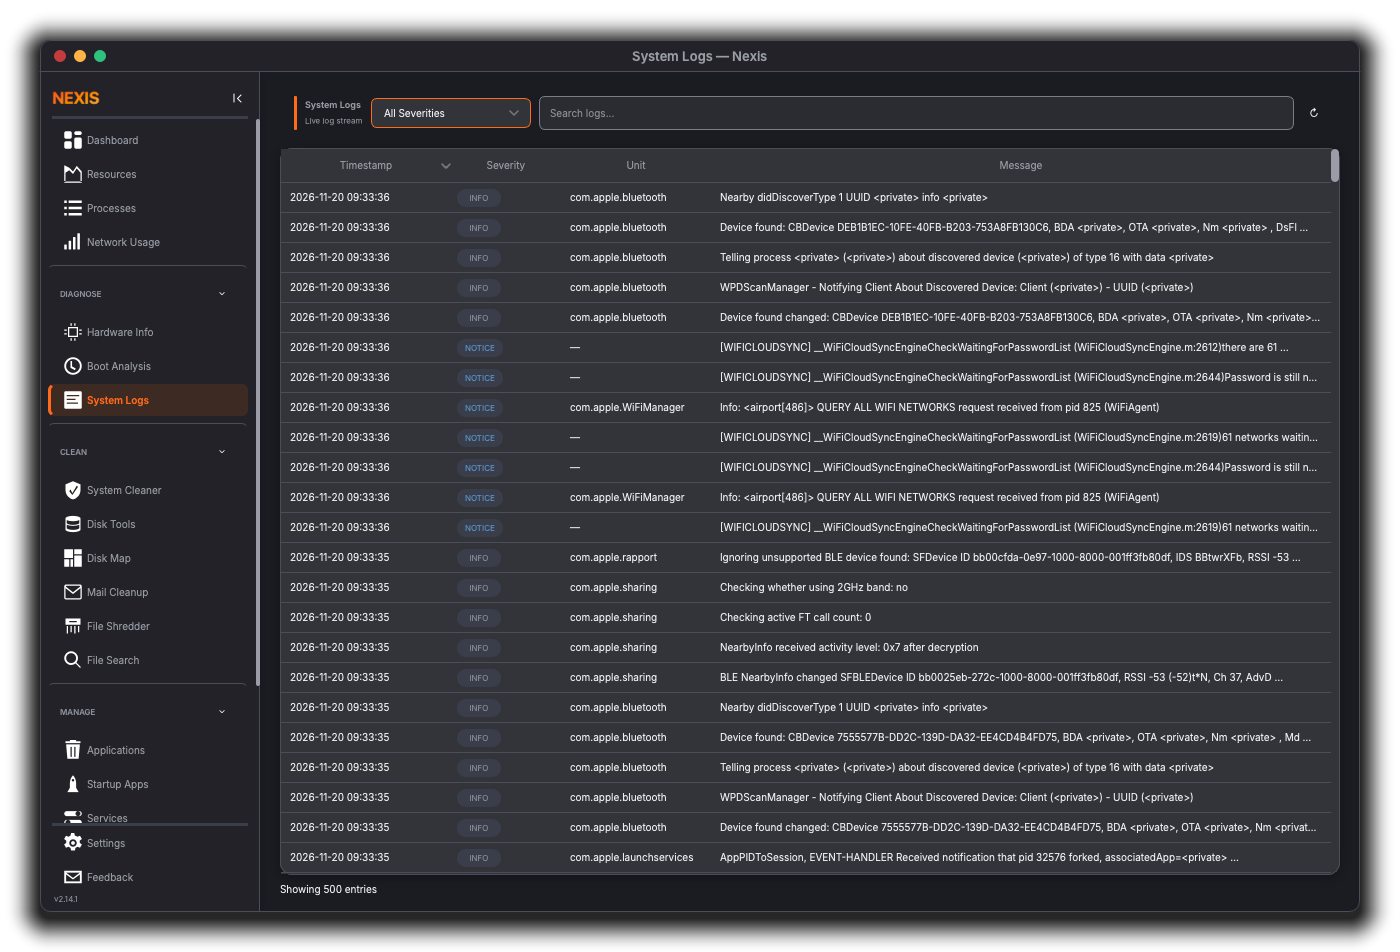 System Logs — Nexis
NEXIS
Dashboard
Resources
Processes
Network Usage
DIAGNOSE
Hardware Info
Boot Analysis
System Logs
CLEAN
System Cleaner
Disk Tools
Disk Map
Mail Cleanup
File Shredder
File Search
MANAGE
Applications
Startup Apps
Services
Settings
Feedback
v2.14.1
System Logs
Live log stream
All Severities
Search logs...
Timestamp Severity Unit Message
2026-11-20 09:33:36 INFO com.apple.bluetooth Nearby didDiscoverType 1 UUID <private> info <private>
2026-11-20 09:33:36 INFO com.apple.bluetooth Device found: CBDevice DEB1B1EC-10FE-40FB-B203-753A8FB130C6, BDA <private>, OTA <private>, Nm <private> , DsFl ...
2026-11-20 09:33:36 INFO com.apple.bluetooth Telling process <private> (<private>) about discovered device (<private>) of type 16 with data <private>
2026-11-20 09:33:36 INFO com.apple.bluetooth WPDScanManager - Notifying Client About Discovered Device: Client (<private>) - UUID (<private>)
2026-11-20 09:33:36 INFO com.apple.bluetooth Device found changed: CBDevice DEB1B1EC-10FE-40FB-B203-753A8FB130C6, BDA <private>, OTA <private>, Nm <private>...
2026-11-20 09:33:36 NOTICE — [WIFICLOUDSYNC] __WiFiCloudSyncEngineCheckWaitingForPasswordList (WiFiCloudSyncEngine.m:2612)there are 61 ...
2026-11-20 09:33:36 NOTICE — [WIFICLOUDSYNC] __WiFiCloudSyncEngineCheckWaitingForPasswordList (WiFiCloudSyncEngine.m:2644)Password is still n...
2026-11-20 09:33:36 NOTICE com.apple.WiFiManager Info: <airport[486]> QUERY ALL WIFI NETWORKS request received from pid 825 (WiFiAgent)
2026-11-20 09:33:36 NOTICE — [WIFICLOUDSYNC] __WiFiCloudSyncEngineCheckWaitingForPasswordList (WiFiCloudSyncEngine.m:2619)61 networks waitin...
2026-11-20 09:33:36 NOTICE — [WIFICLOUDSYNC] __WiFiCloudSyncEngineCheckWaitingForPasswordList (WiFiCloudSyncEngine.m:2644)Password is still n...
2026-11-20 09:33:36 NOTICE com.apple.WiFiManager Info: <airport[486]> QUERY ALL WIFI NETWORKS request received from pid 825 (WiFiAgent)
2026-11-20 09:33:36 NOTICE — [WIFICLOUDSYNC] __WiFiCloudSyncEngineCheckWaitingForPasswordList (WiFiCloudSyncEngine.m:2619)61 networks waitin...
2026-11-20 09:33:35 INFO com.apple.rapport Ignoring unsupported BLE device found: SFDevice ID bb00cfda-0e97-1000-8000-001ff3fb80df, IDS BBtwrXFb, RSSI -53 ...
2026-11-20 09:33:35 INFO com.apple.sharing Checking whether using 2GHz band: no
2026-11-20 09:33:35 INFO com.apple.sharing Checking active FT call count: 0
2026-11-20 09:33:35 INFO com.apple.sharing NearbyInfo received activity level: 0x7 after decryption
2026-11-20 09:33:35 INFO com.apple.sharing BLE NearbyInfo changed SFBLEDevice ID bb0025eb-272c-1000-8000-001ff3fb80df, RSSI -53 (-52)t*N, Ch 37, AdvD ...
2026-11-20 09:33:35 INFO com.apple.bluetooth Nearby didDiscoverType 1 UUID <private> info <private>
2026-11-20 09:33:35 INFO com.apple.bluetooth Device found: CBDevice 7555577B-DD2C-139D-DA32-EE4CD4B4FD75, BDA <private>, OTA <private>, Nm <private> , Md ...
2026-11-20 09:33:35 INFO com.apple.bluetooth Telling process <private> (<private>) about discovered device (<private>) of type 16 with data <private>
2026-11-20 09:33:35 INFO com.apple.bluetooth WPDScanManager - Notifying Client About Discovered Device: Client (<private>) - UUID (<private>)
2026-11-20 09:33:35 INFO com.apple.bluetooth Device found changed: CBDevice 7555577B-DD2C-139D-DA32-EE4CD4B4FD75, BDA <private>, OTA <private>, Nm <privat...
2026-11-20 09:33:35 INFO com.apple.launchservices AppPIDToSession, EVENT-HANDLER Received notification that pid 32576 forked, associatedApp=<private> ...
Showing 500 entries